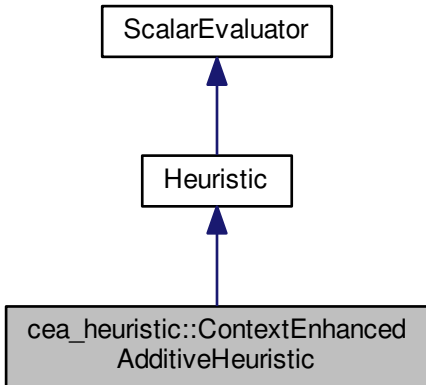 ScalarEvaluator
Heuristic
cea_heuristic::ContextEnhanced
AdditiveHeuristic